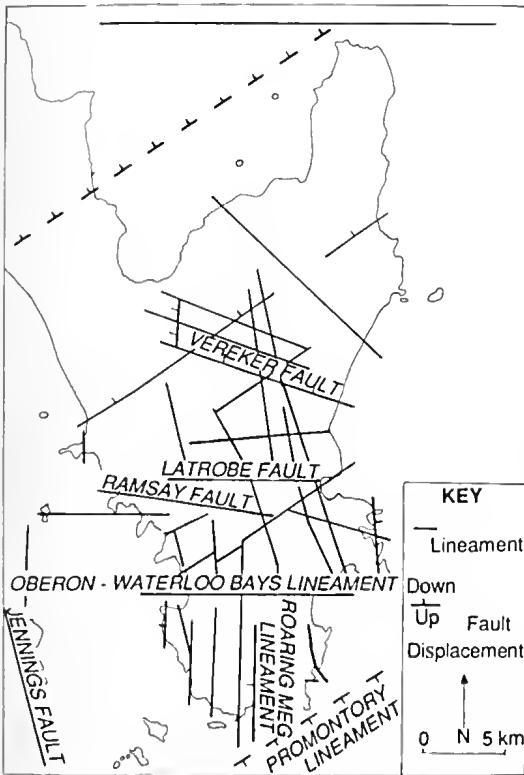 VEREKER FAULT
LATROBE FAULT
RAMSAY FAULT
OBERON - WATERLOO BAYS LINEAMENT
JENNINGS FAULT
ROARING MEG
LINEAMENT
PROMONTORY
LINEAMENT
KEY
Lineament
Down
Up Fault
Displacement
0 N 5 km